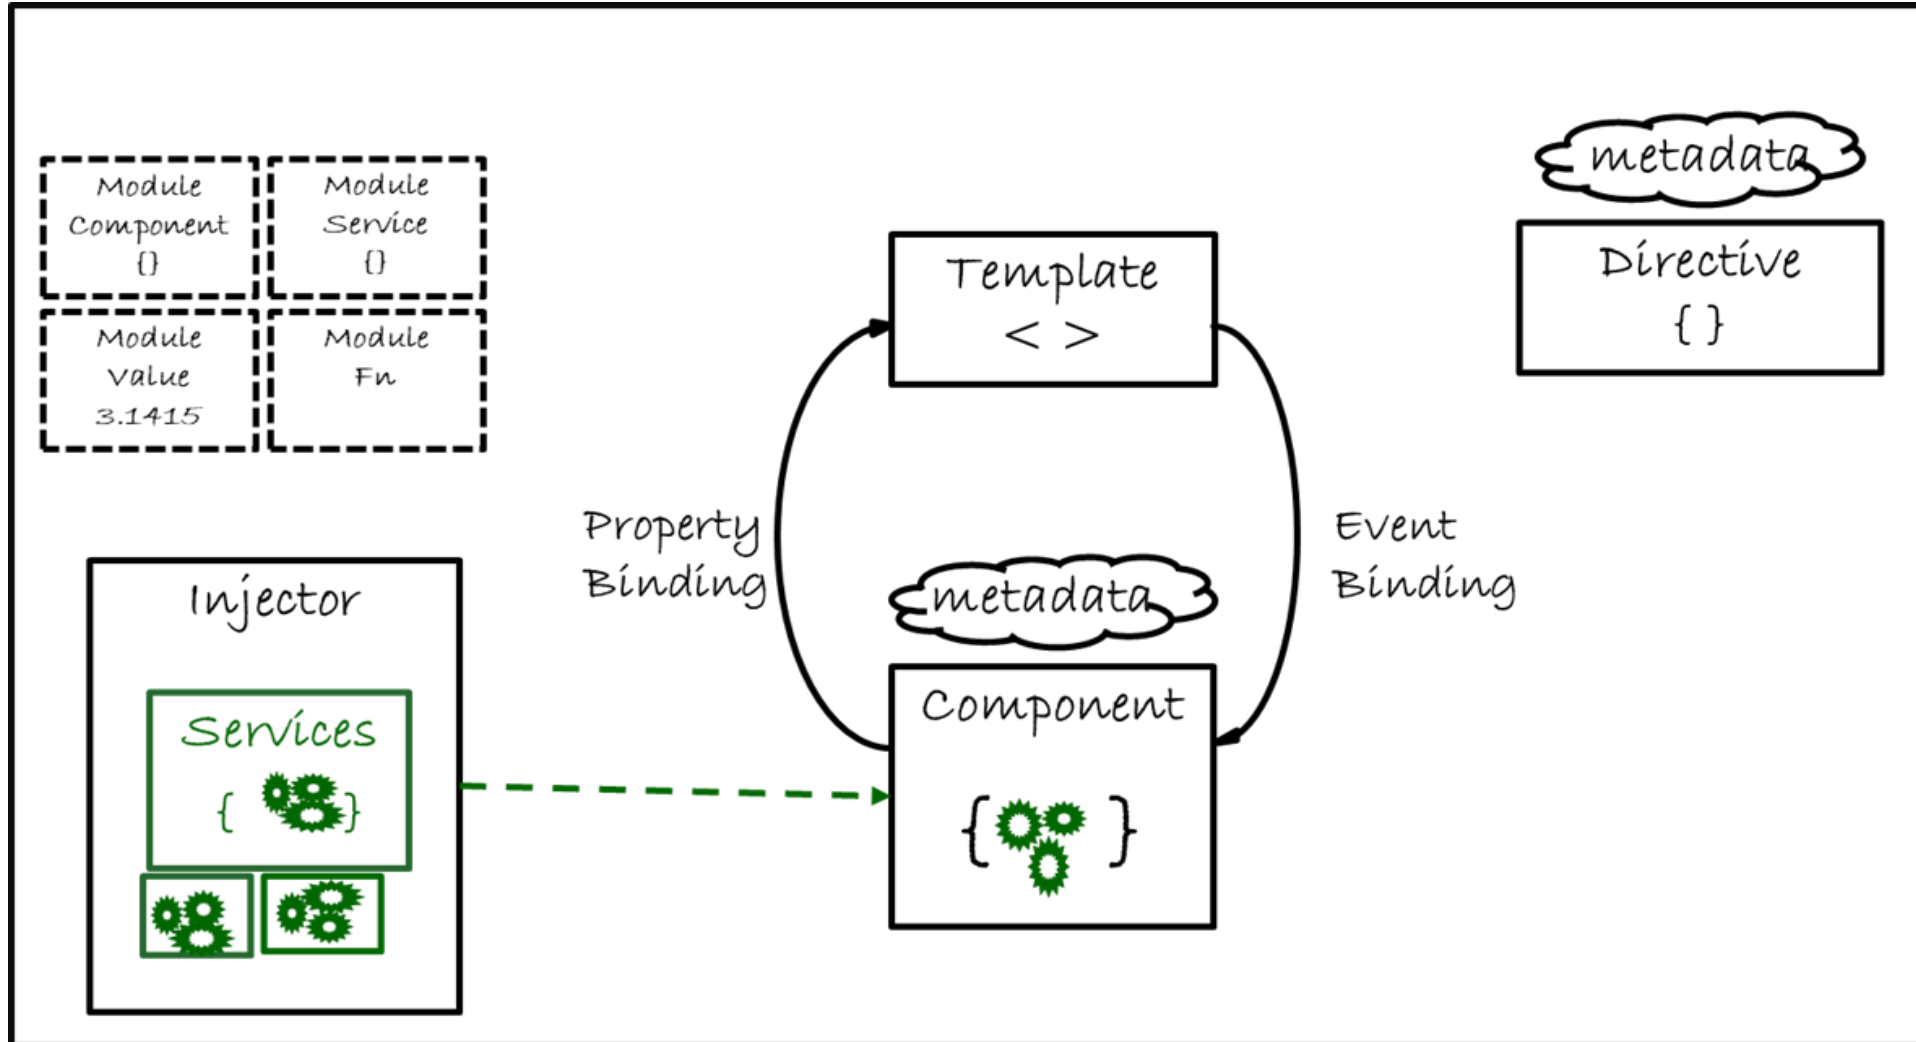 Module
Component
{}
Module
Service
{}
Module
Value
3.1415
Module
Fn
metadata
Directive
{ }
Template
< >
Property
Binding
Event
Binding
metadata
Component
{ }
Injector
Services
{ }